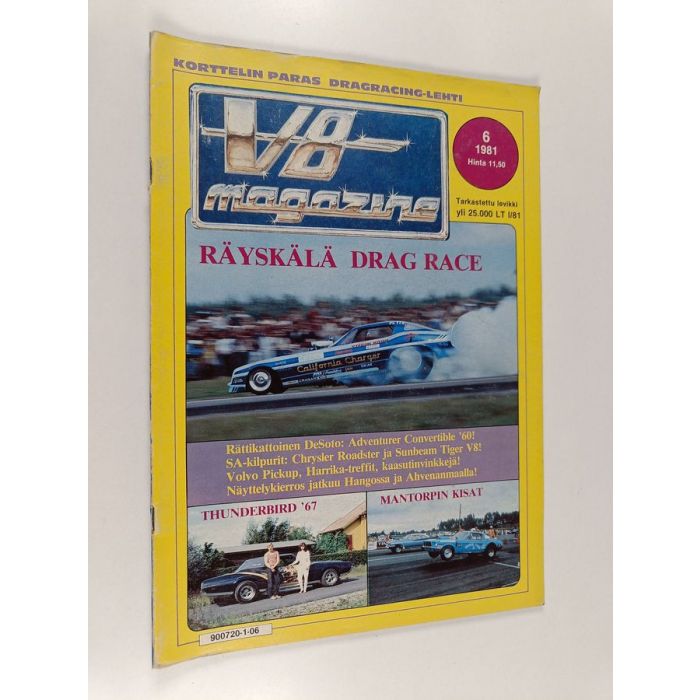 KORTTELIN PARAS DRAGRACING-LEHTI
V8
magazine
6
1981
Hinta 11,50
Tarkastettu levikki
yli 25.000 LT I/81
RÄYSKÄLÄ DRAG RACE
California Charger
Rättikattoinen DeSoto: Adventurer Convertible '60!
SA-kilpurit: Chrysler Roadster ja Sunbeam Tiger V8!
Volvo Pickup, Harrika-treffit, kaasutinvinkkejä!
Näyttelykierros jatkuu Hangossa ja Ahvenanmaalla!
THUNDERBIRD '67
MANTORPIN KISAT
900720-1-06